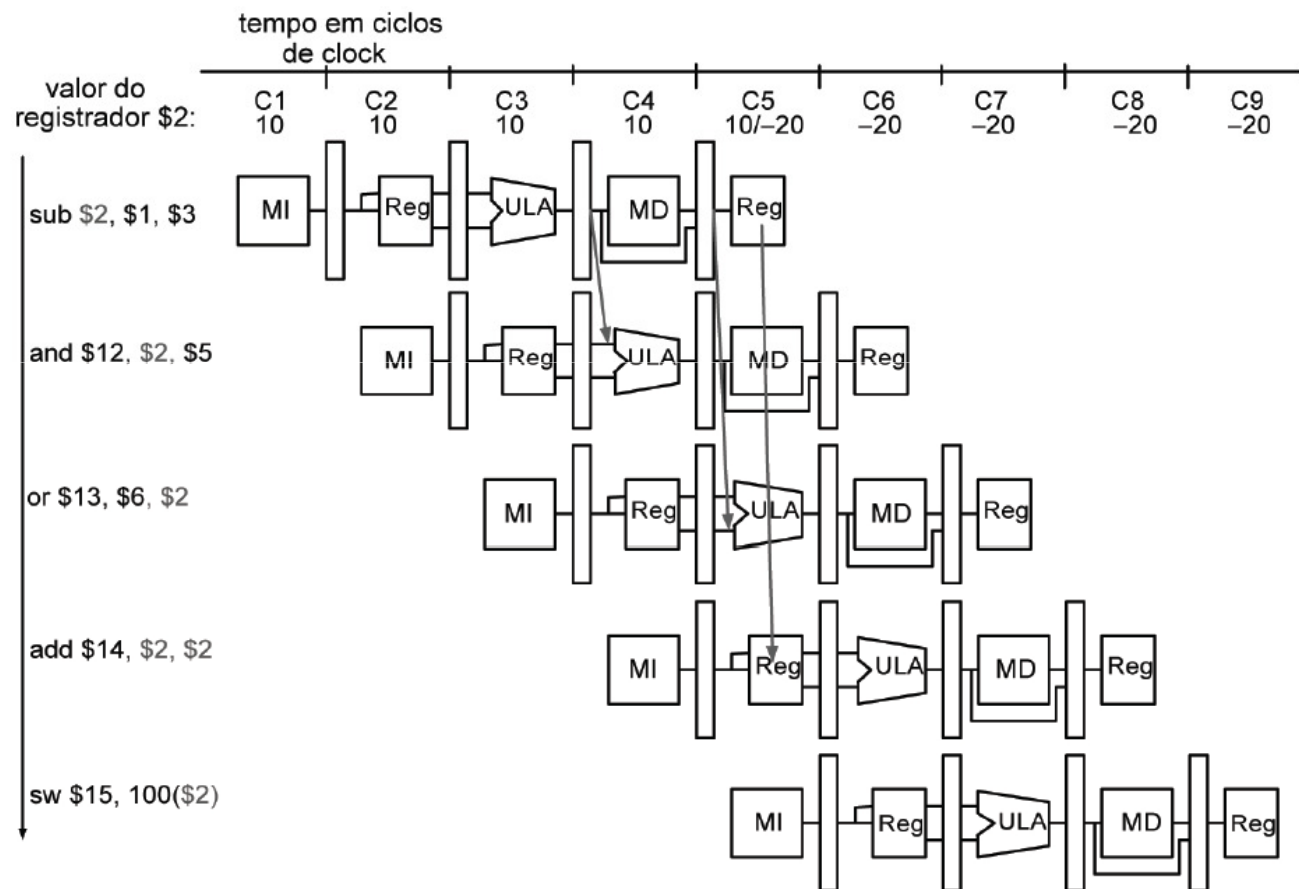 tempo em ciclos
de clock
valor do
registrador $2:
C1 C2 C3 C4 C5 C6 C7 C8 C9
10 10 10 10 10/–20 –20 –20 –20 –20
sub $2, $1, $3
MI Reg ULA MD Reg
and $12, $2, $5
MI Reg ULA MD Reg
or $13, $6, $2
MI Reg ULA MD Reg
add $14, $2, $2
MI Reg ULA MD Reg
sw $15, 100($2)
MI Reg ULA MD Reg